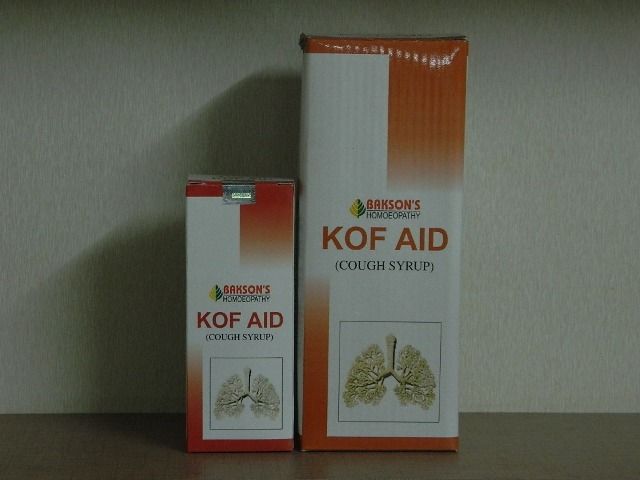 BAKSON'S
HOMOEOPATHY
KOF AID
(COUGH SYRUP)
BAKSON'S
HOMOEOPATHY
KOF AID
(COUGH SYRUP)